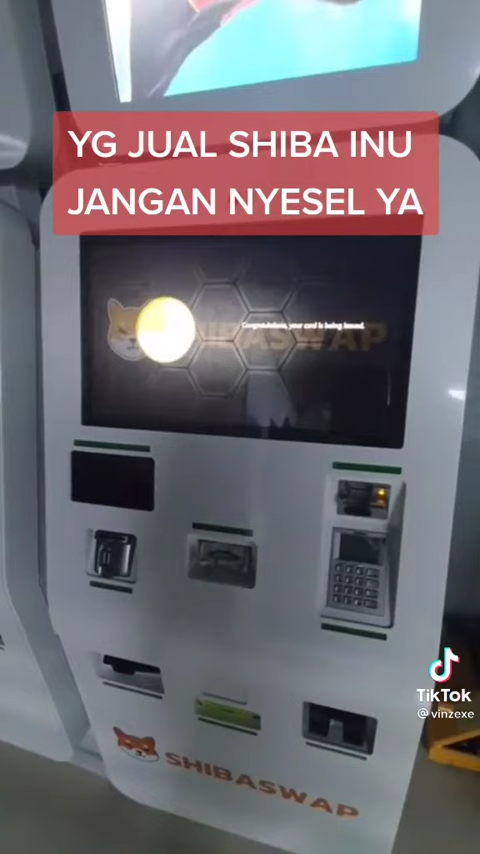 YG JUAL SHIBA INU
JANGAN NYESEL YA
Congratulations, your card is being issued.
SHIBASWAP
TikTok
@vinzexe
SHIBASWAP